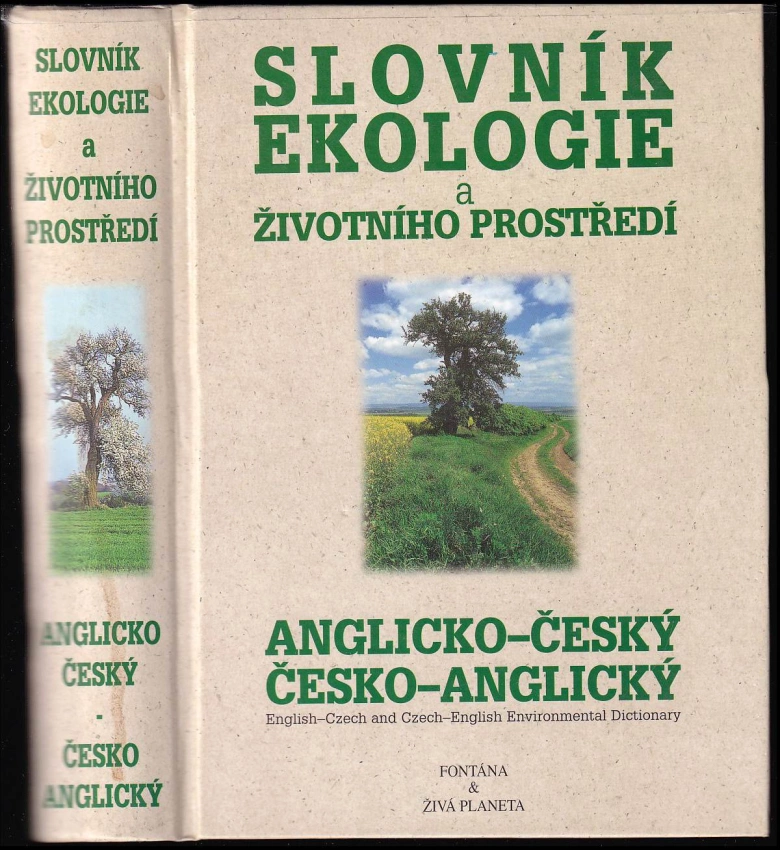 SLOVNÍK
EKOLOGIE
a
ŽIVOTNÍHO
PROSTŘEDÍ
ANGLICKO
ČESKÝ
-
ČESKO
ANGLICKÝ
SLOVNÍK
EKOLOGIE
a
ŽIVOTNÍHO PROSTŘEDÍ
ANGLICKO–ČESKÝ
ČESKO–ANGLICKÝ
English–Czech and Czech–English Environmental Dictionary
FONTÁNA
&
ŽIVÁ PLANETA